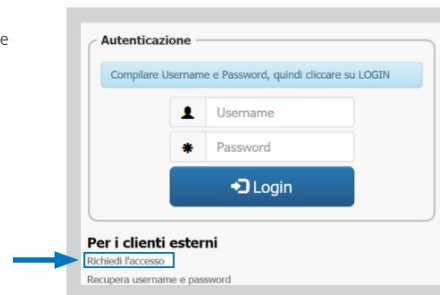 e
Autenticazione
Compilare Username e Password, quindi cliccare su LOGIN
Username
Password
Login
Per i clienti esterni
Richiedi l'accesso
Recupera username e password